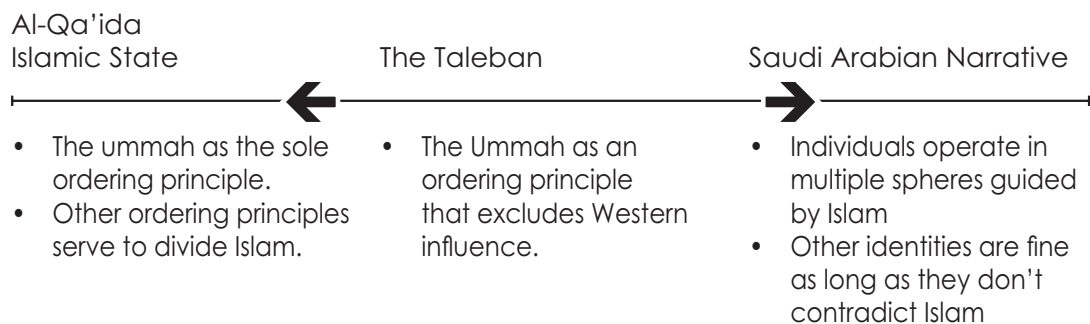 Al-Qa’ida
Islamic State
The Taleban
Saudi Arabian Narrative
• The ummah as the sole
ordering principle.
• Other ordering principles
serve to divide Islam.
• The Ummah as an
ordering principle
that excludes Western
influence.
• Individuals operate in
multiple spheres guided
by Islam
• Other identities are fine
as long as they don’t
contradict Islam